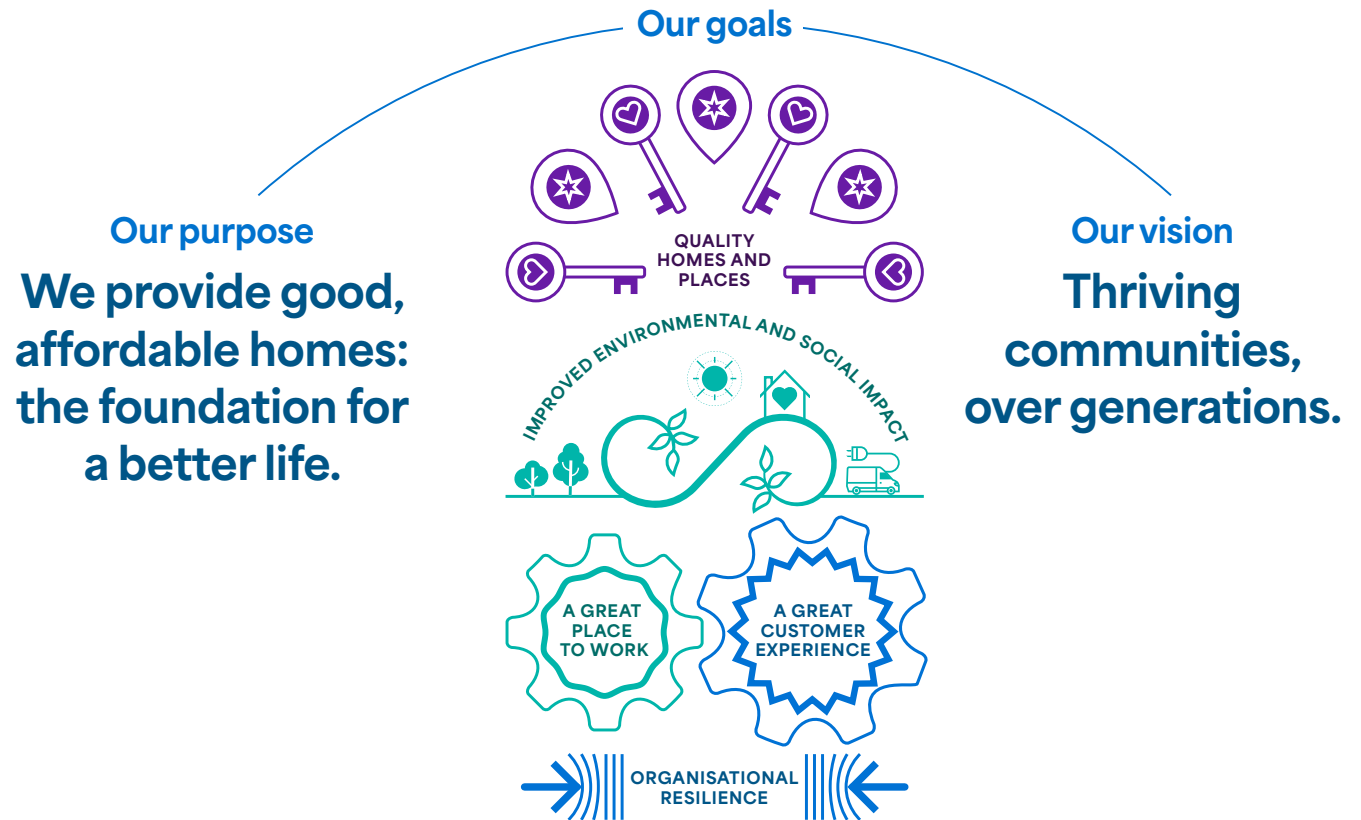 Our goals
Our purpose
We provide good,
affordable homes:
the foundation for
a better life.
QUALITY
HOMES AND
PLACES
IMPROVED ENVIRONMENTAL AND SOCIAL IMPACT
A GREAT
PLACE
TO WORK
A GREAT
CUSTOMER
EXPERIENCE
ORGANISATIONAL
RESILIENCE
Our vision
Thriving
communities,
over generations.